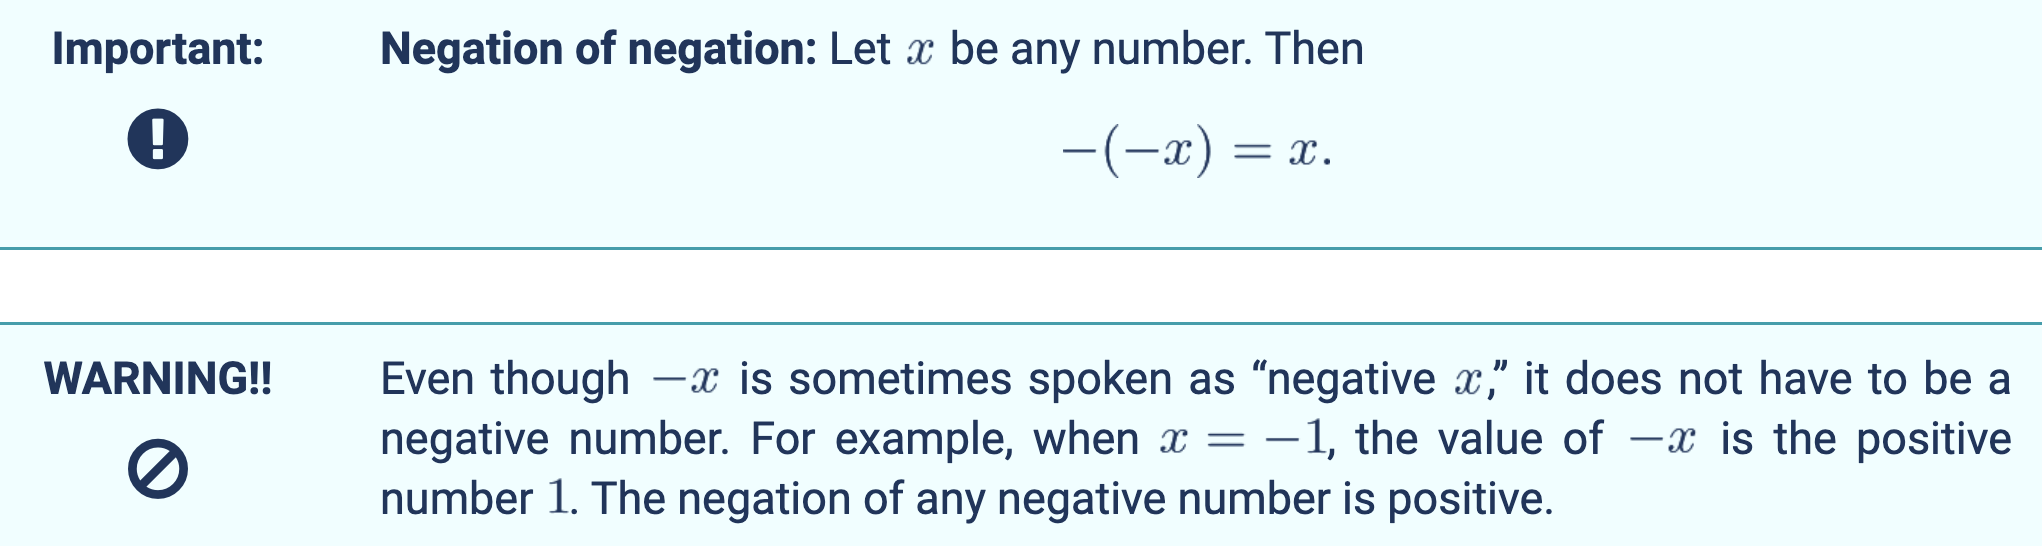 Important:
Negation of negation: Let x be any number. Then
−(−x) = x.
WARNING!!
Even though −x is sometimes spoken as “negative x,” it does not have to be a
negative number. For example, when x = −1, the value of −x is the positive
number 1. The negation of any negative number is positive.